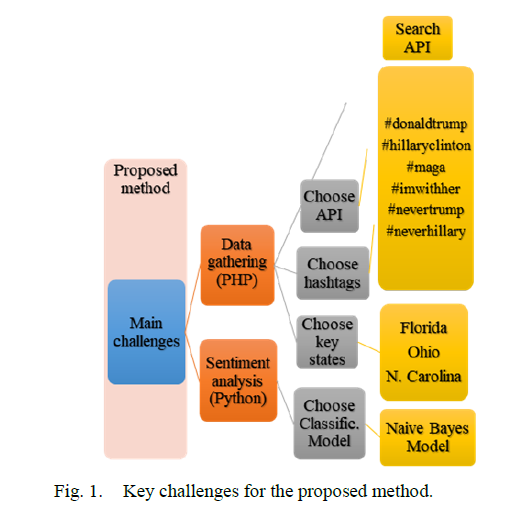 Search
API
#donaldtrump
#hillaryclinton
#maga
#imwithher
#nevertrump
#neverhillary
Proposed
method
Choose
API
Data
gathering
(PHP)
Choose
hashtags
Main
challenges
Choose
key
states
Florida
Ohio
N. Carolina
Sentiment
analysis
(Python)
Choose
Classific.
Model
Naive Bayes
Model
Fig. 1. Key challenges for the proposed method.